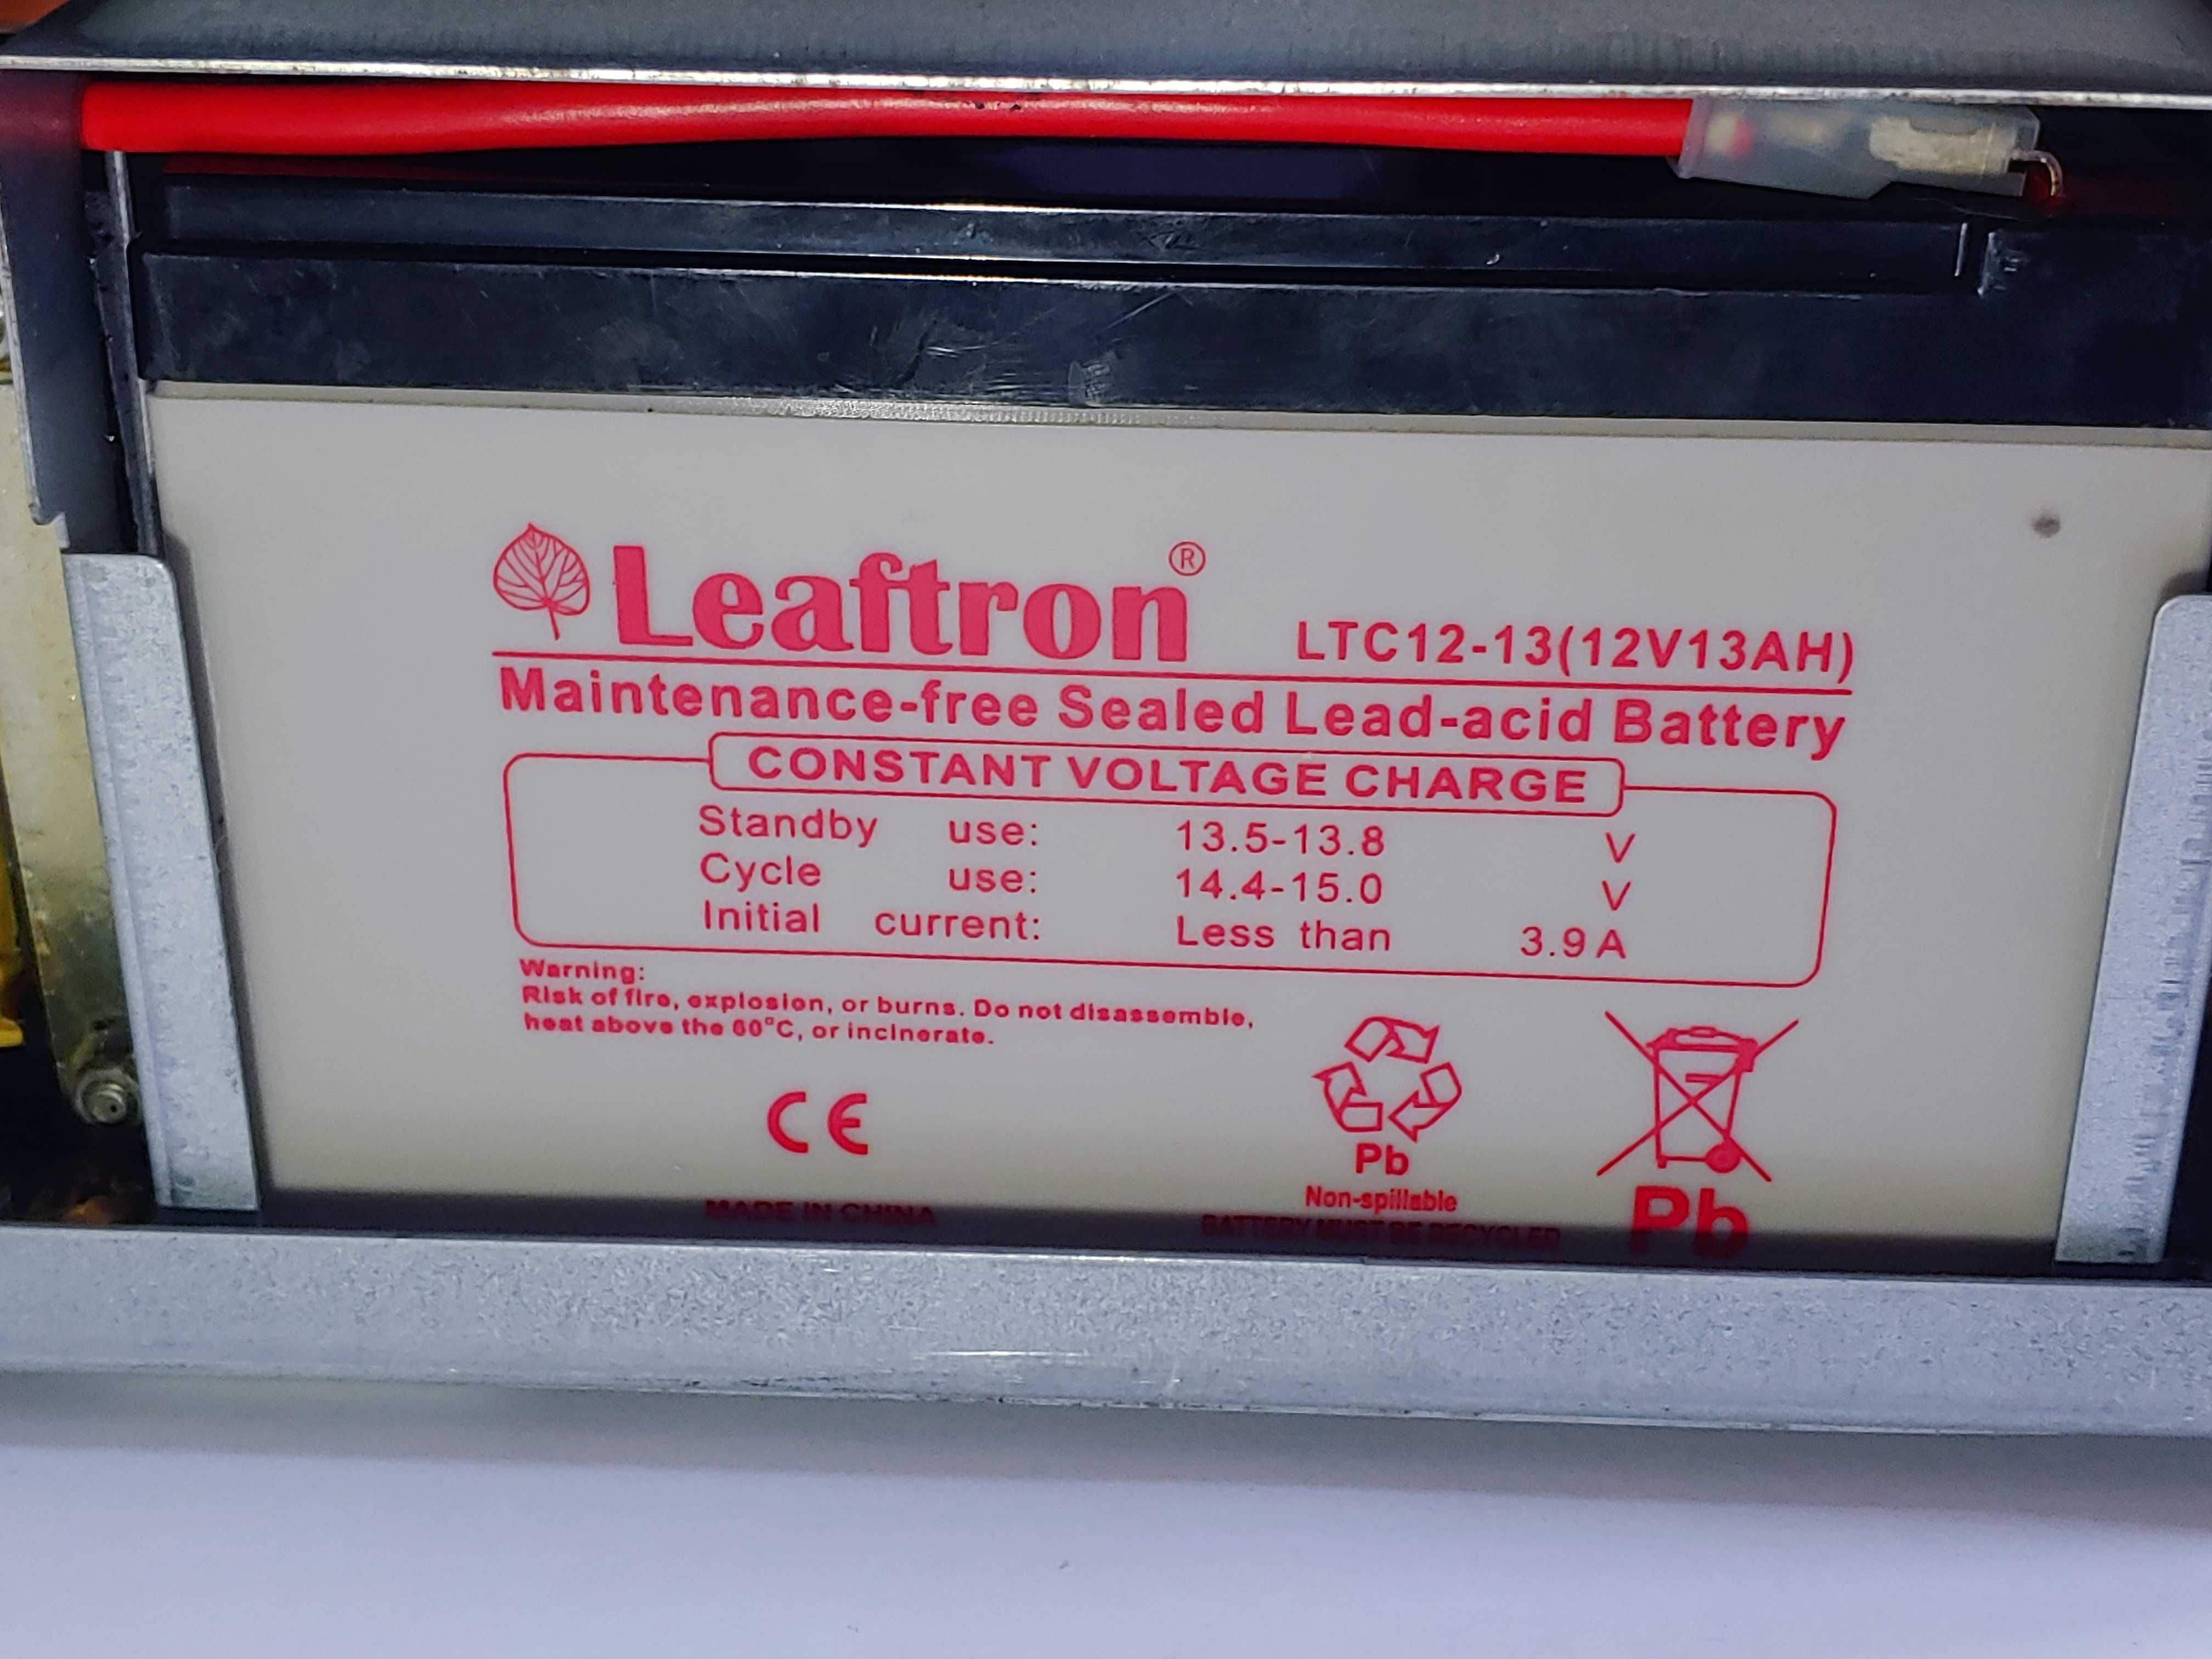 Leaftron® LTC12-13(12V13AH)
Maintenance-free Sealed Lead-acid Battery
CONSTANT VOLTAGE CHARGE
Standby use: 13.5-13.8 V
Cycle use: 14.4-15.0 V
Initial current: Less than 3.9 A
Warning:
Risk of fire, explosion, or burns. Do not disassemble,
heat above the 60°C, or incinerate.
CE
Pb
Non-spillable
Pb
MADE IN CHINA
BATTERY MUST BE RECYCLED